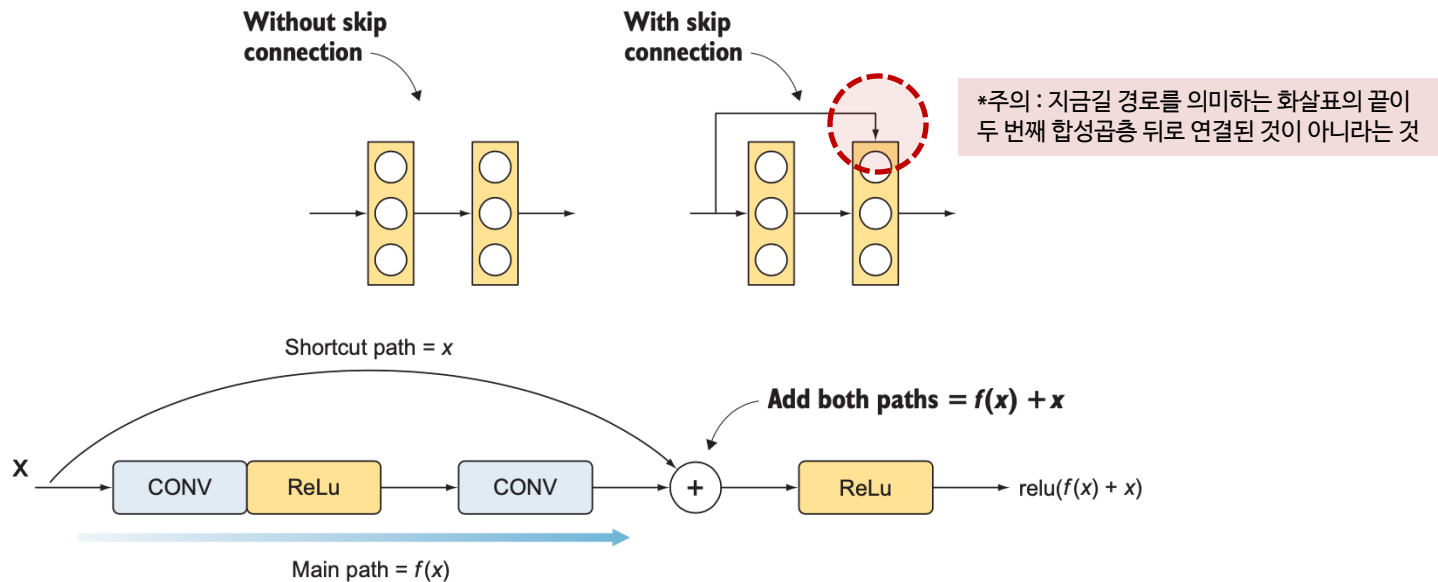 Without skip
connection
With skip
connection
*주의 : 지금길 경로를 의미하는 화살표의 끝이
두 번째 합성곱층 뒤로 연결된 것이 아니라는 것
Shortcut path = x
Add both paths = f(x) + x
X
CONV
ReLu
CONV
+
ReLu
relu(f(x) + x)
Main path = f(x)